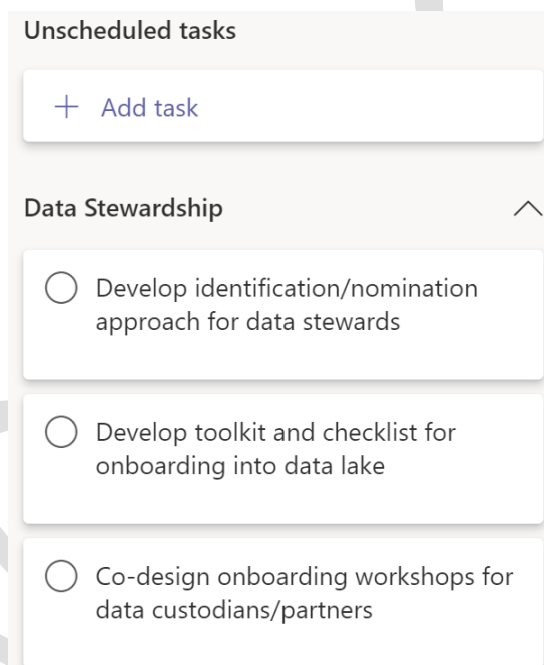 Unscheduled tasks
+ Add task
Data Stewardship
Develop identification/nomination
approach for data stewards
Develop toolkit and checklist for
onboarding into data lake
Co-design onboarding workshops for
data custodians/partners